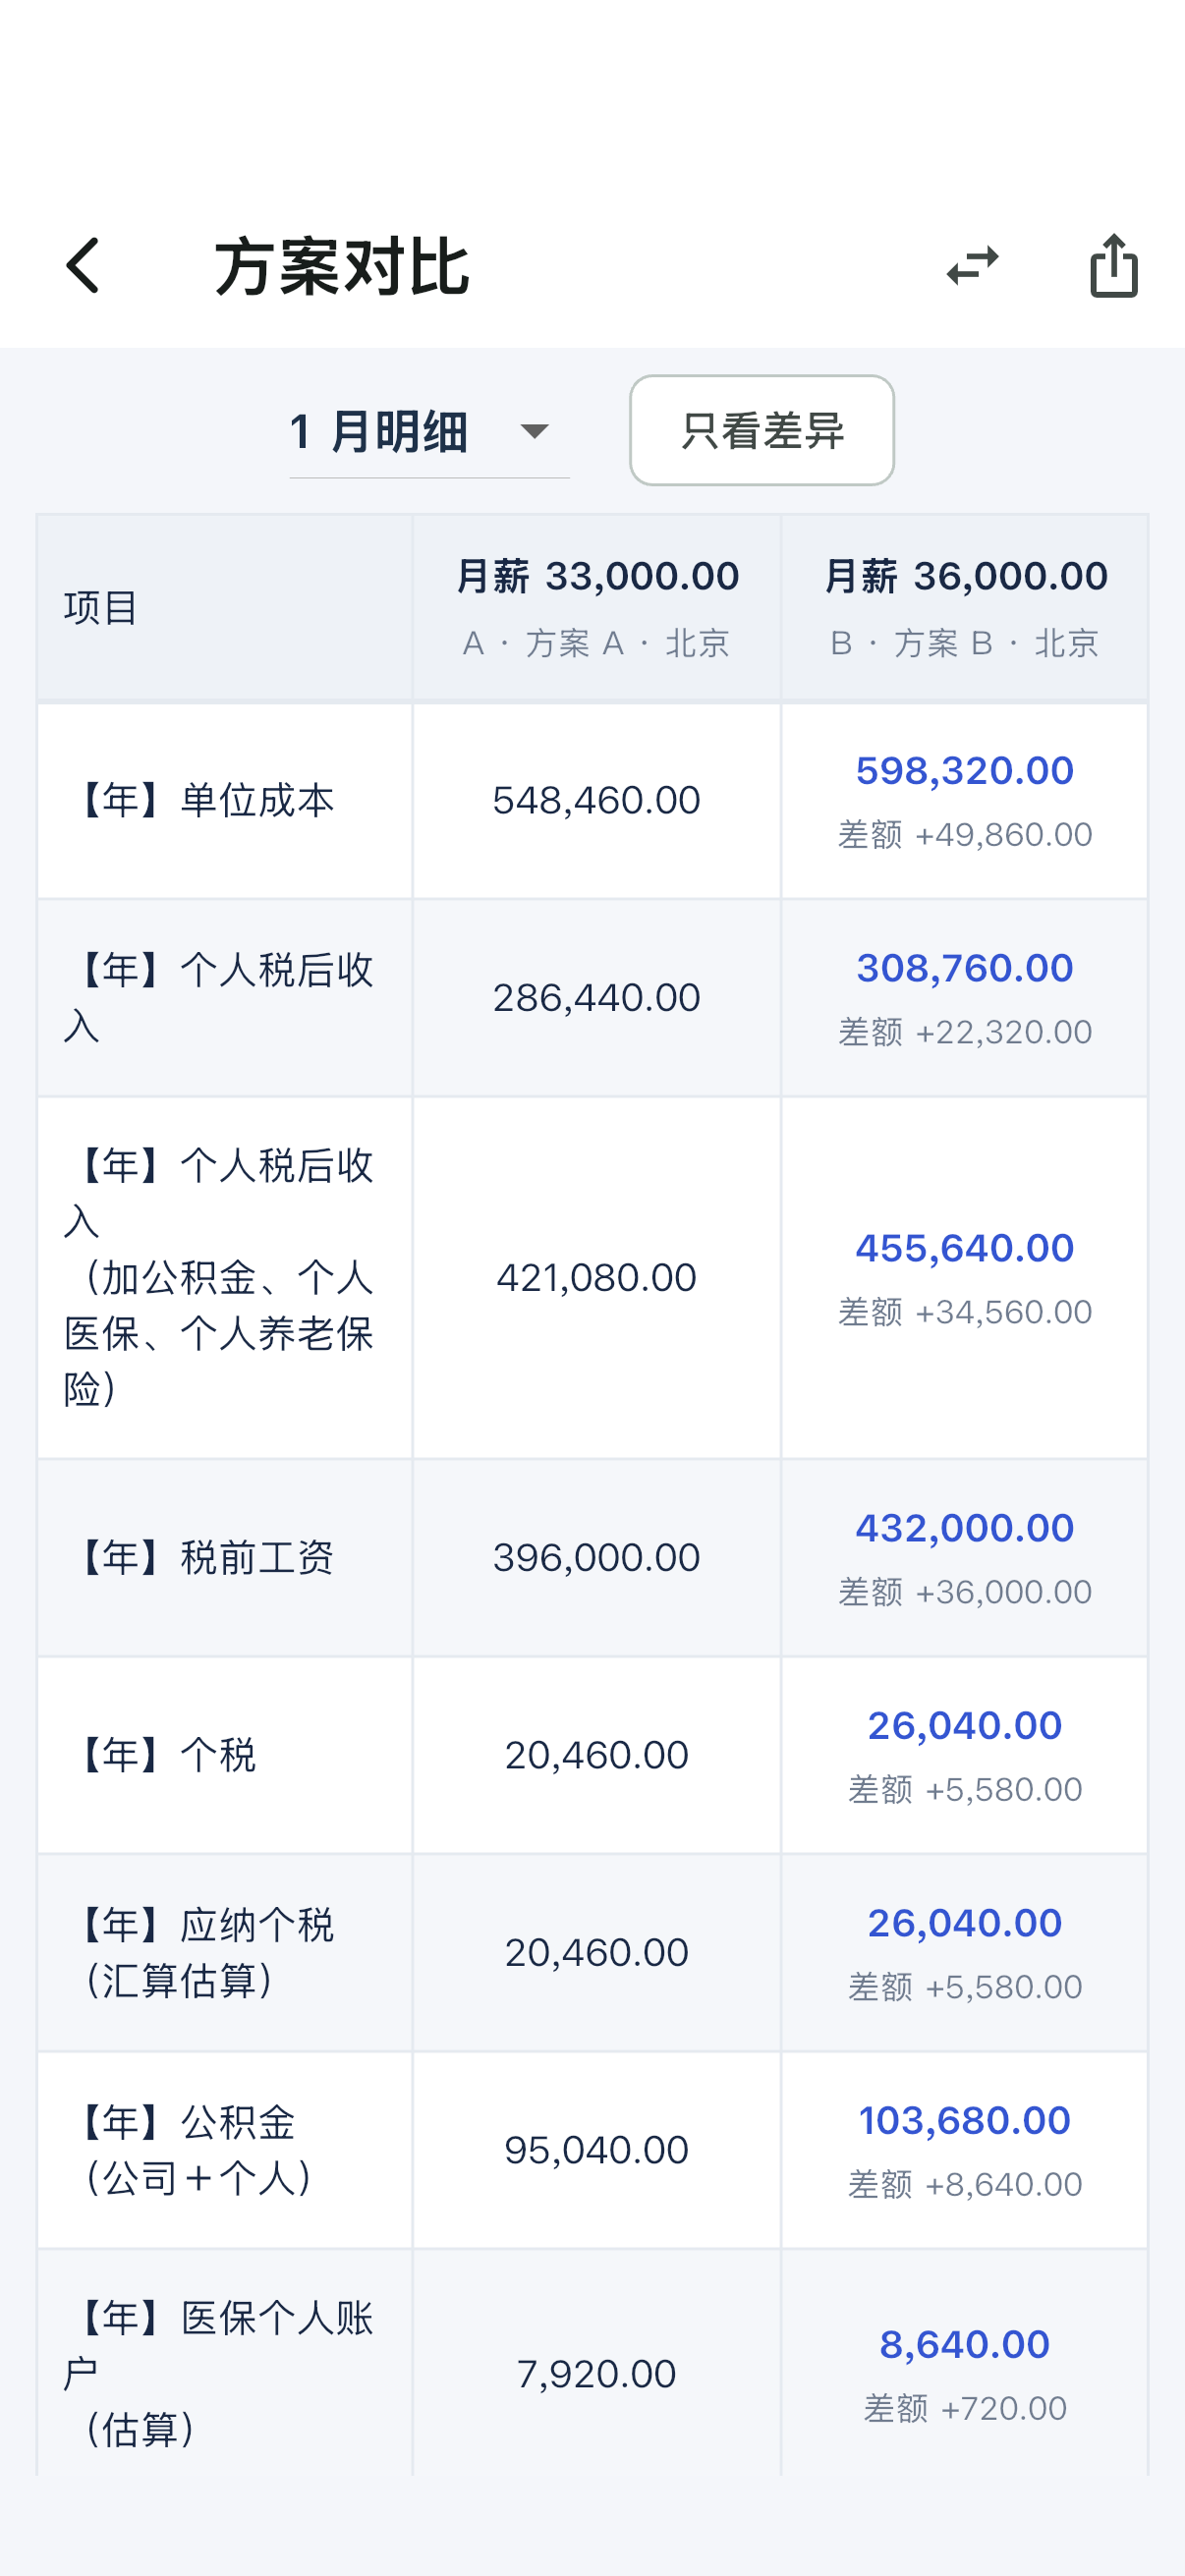 方案对比
1 月明细
只看差异
项目
月薪 33,000.00
A · 方案 A · 北京
月薪 36,000.00
B · 方案 B · 北京
【年】单位成本
548,460.00
598,320.00
差额 +49,860.00
【年】个人税后收
入
286,440.00
308,760.00
差额 +22,320.00
【年】个人税后收
入
（加公积金、个人
医保、个人养老保
险）
421,080.00
455,640.00
差额 +34,560.00
【年】税前工资
396,000.00
432,000.00
差额 +36,000.00
【年】个税
20,460.00
26,040.00
差额 +5,580.00
【年】应纳个税
（汇算估算）
20,460.00
26,040.00
差额 +5,580.00
【年】公积金
（公司＋个人）
95,040.00
103,680.00
差额 +8,640.00
【年】医保个人账
户
（估算）
7,920.00
8,640.00
差额 +720.00